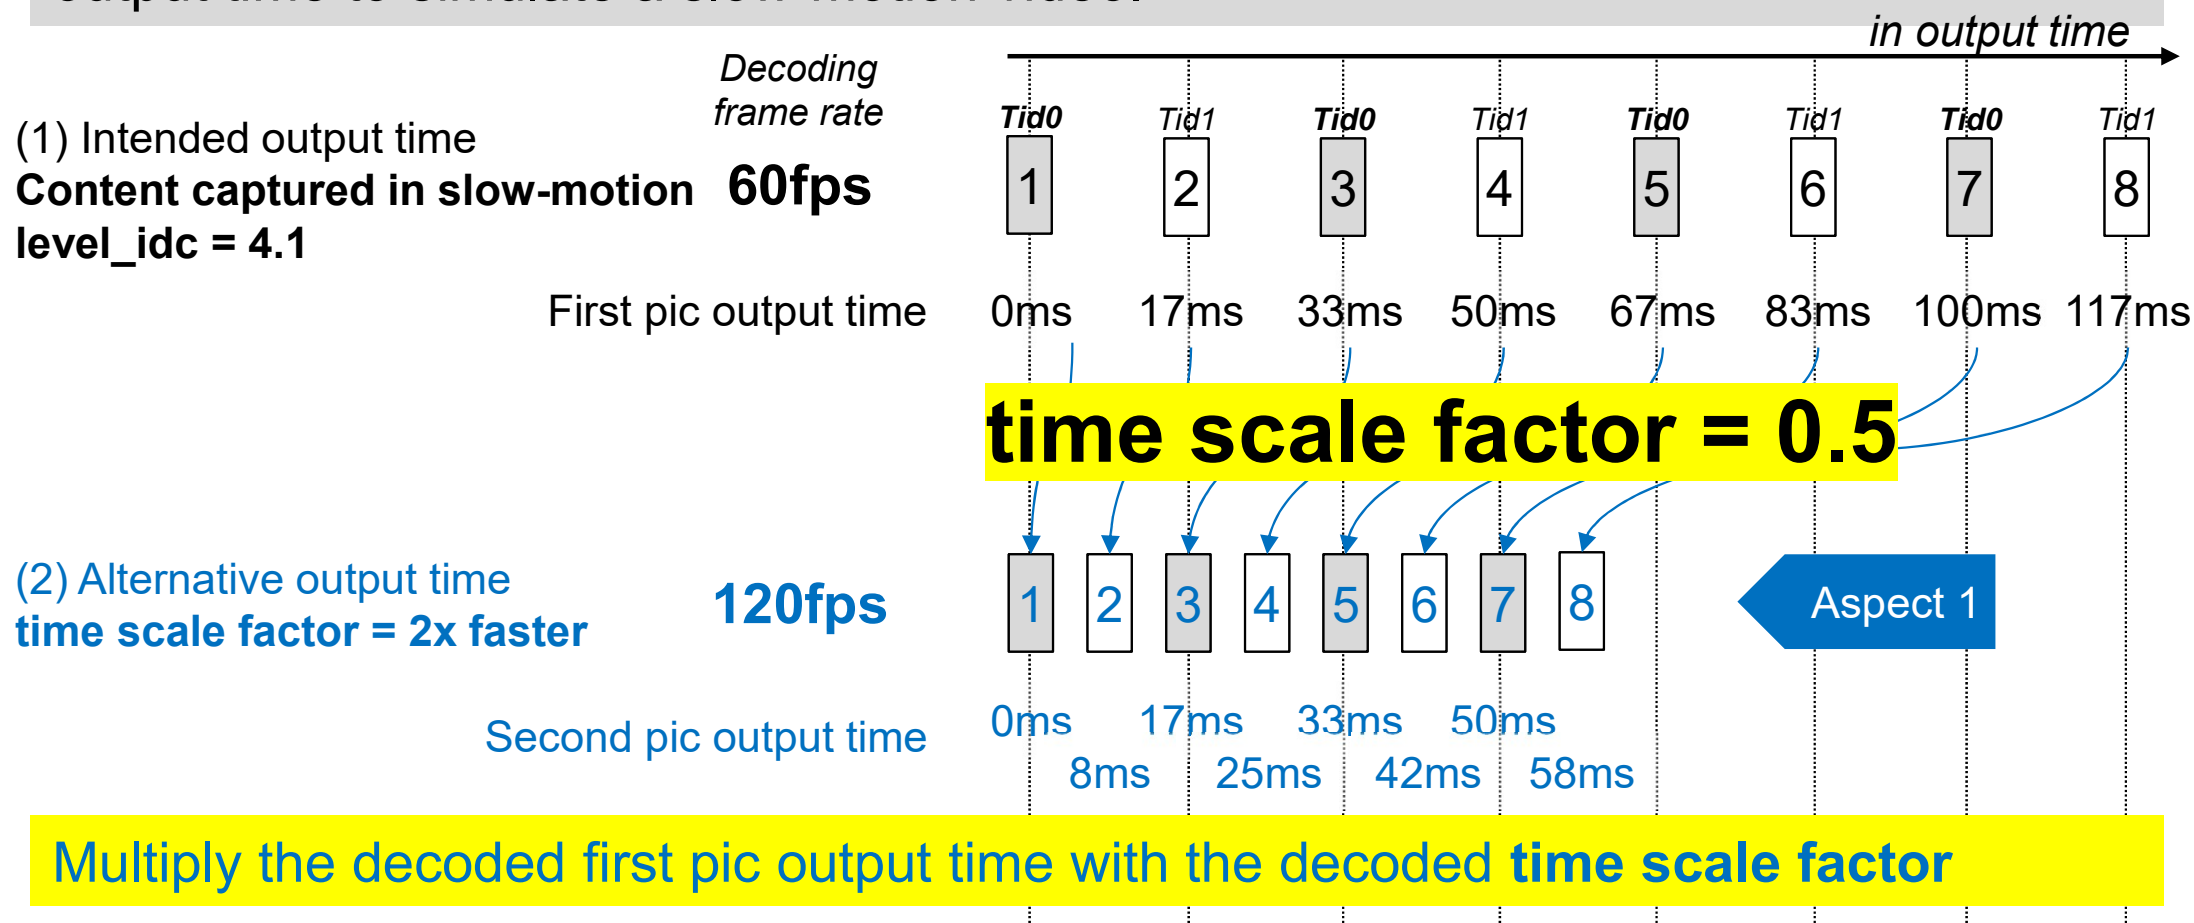 in output time
Decoding
frame rate
Tid0 Tid1 Tid0 Tid1 Tid0 Tid1 Tid0 Tid1
(1) Intended output time
Content captured in slow-motion 60fps
level_idc = 4.1
1 2 3 4 5 6 7 8
First pic output time 0ms 17ms 33ms 50ms 67ms 83ms 100ms 117ms
time scale factor = 0.5
(2) Alternative output time
time scale factor = 2x faster
120fps
1 2 3 4 5 6 7 8
Aspect 1
Second pic output time
0ms 17ms 33ms 50ms
8ms 25ms 42ms 58ms
Multiply the decoded first pic output time with the decoded time scale factor